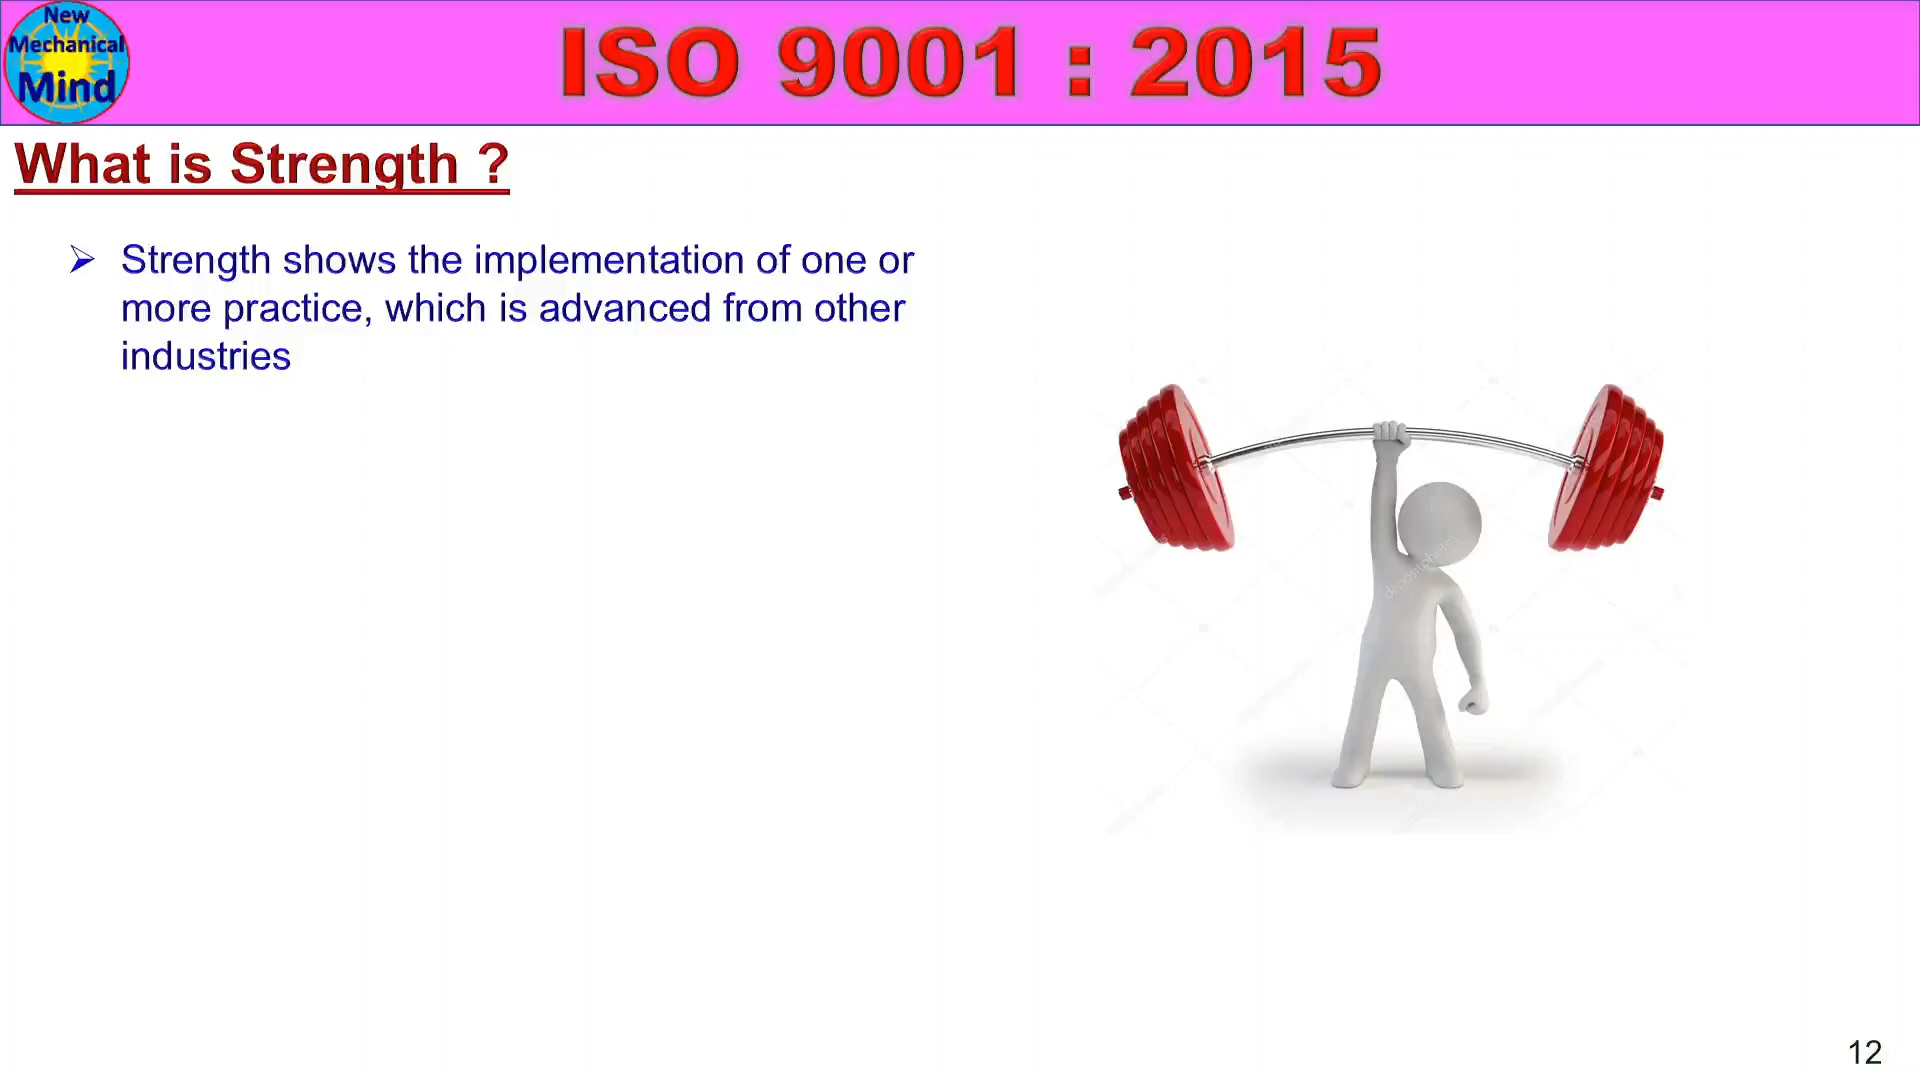 New
Mechanical
Mind
ISO 9001 : 2015
What is Strength ?
➢ Strength shows the implementation of one or
more practice, which is advanced from other
industries
depositphotos
12